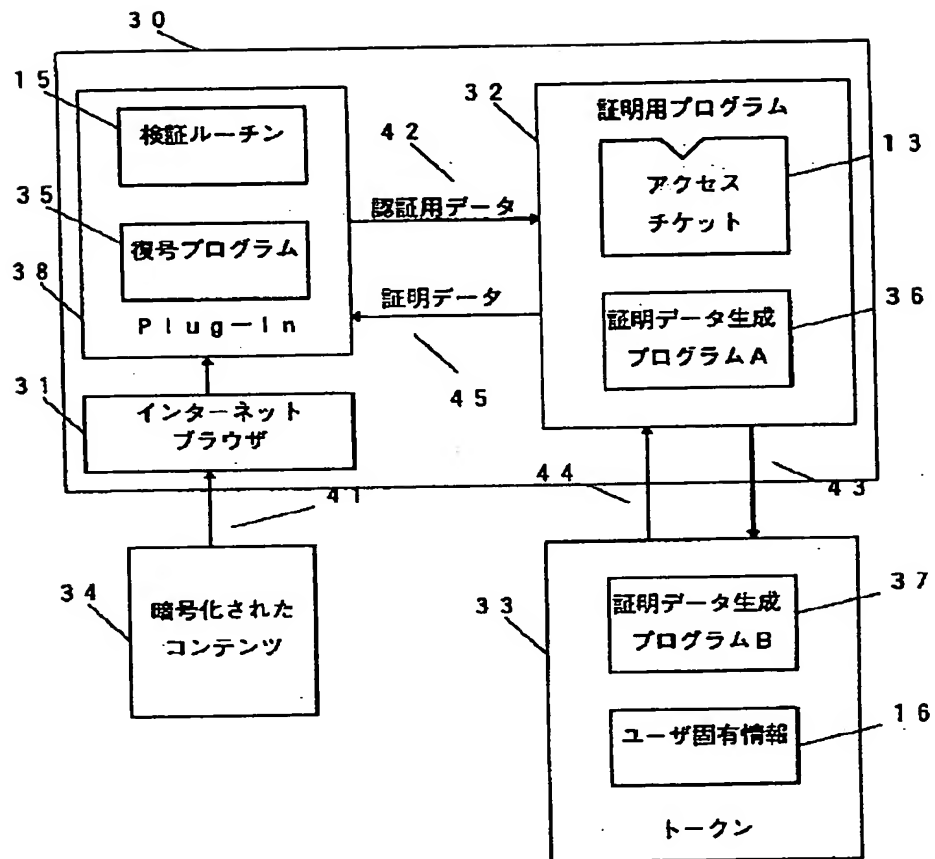 ３０
１５
検証ルーチン
３５
復号プログラム
３８
Ｐｌｕｇ－Ｉｎ
３１
インターネット
ブラウザ
４２
認証用データ
証明データ
４５
３２
証明用プログラム
１３
アクセス
チケット
３６
証明データ生成
プログラムＡ
４１
４４
４３
３４
暗号化された
コンテンツ
３３
３７
証明データ生成
プログラムＢ
１６
ユーザ固有情報
トークン